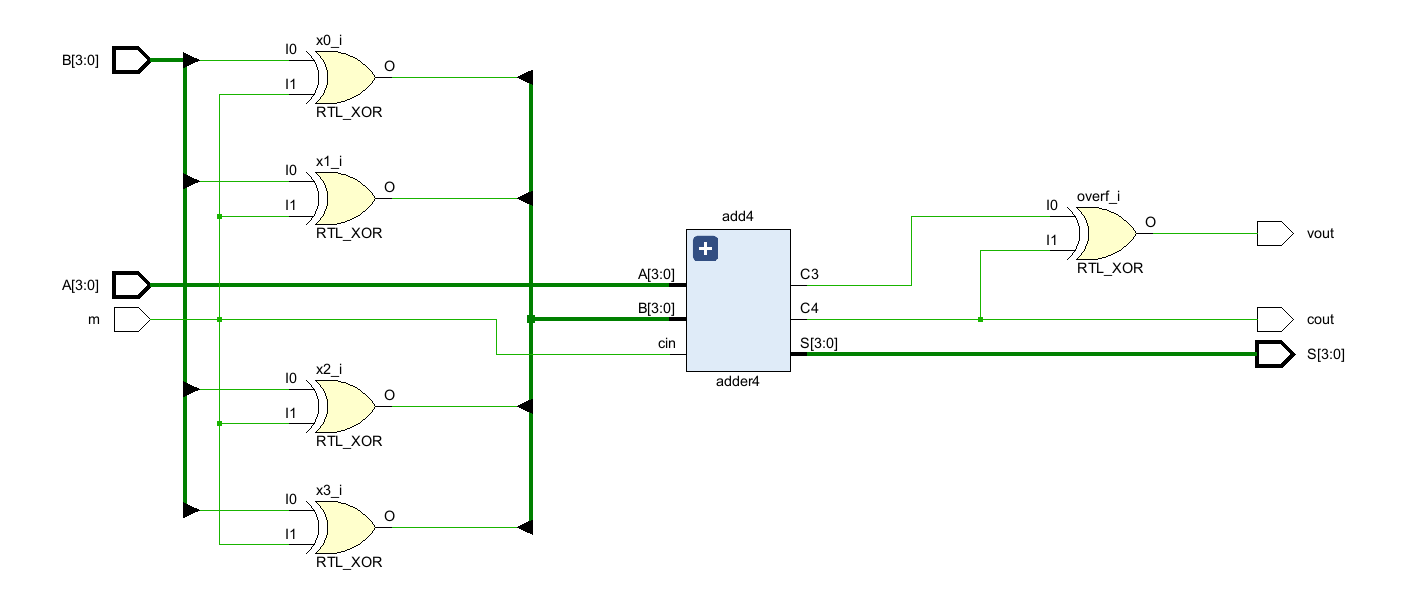 x0_i
B[3:0]
I0
O
I1
RTL_XOR
x1_i
I0
O
I1
RTL_XOR
overf_i
I0
O
vout
I1
RTL_XOR
add4
A[3:0]
A[3:0]
C3
m
B[3:0]
C4
cout
cin
S[3:0]
S[3:0]
adder4
x2_i
I0
O
I1
RTL_XOR
x3_i
I0
O
I1
RTL_XOR